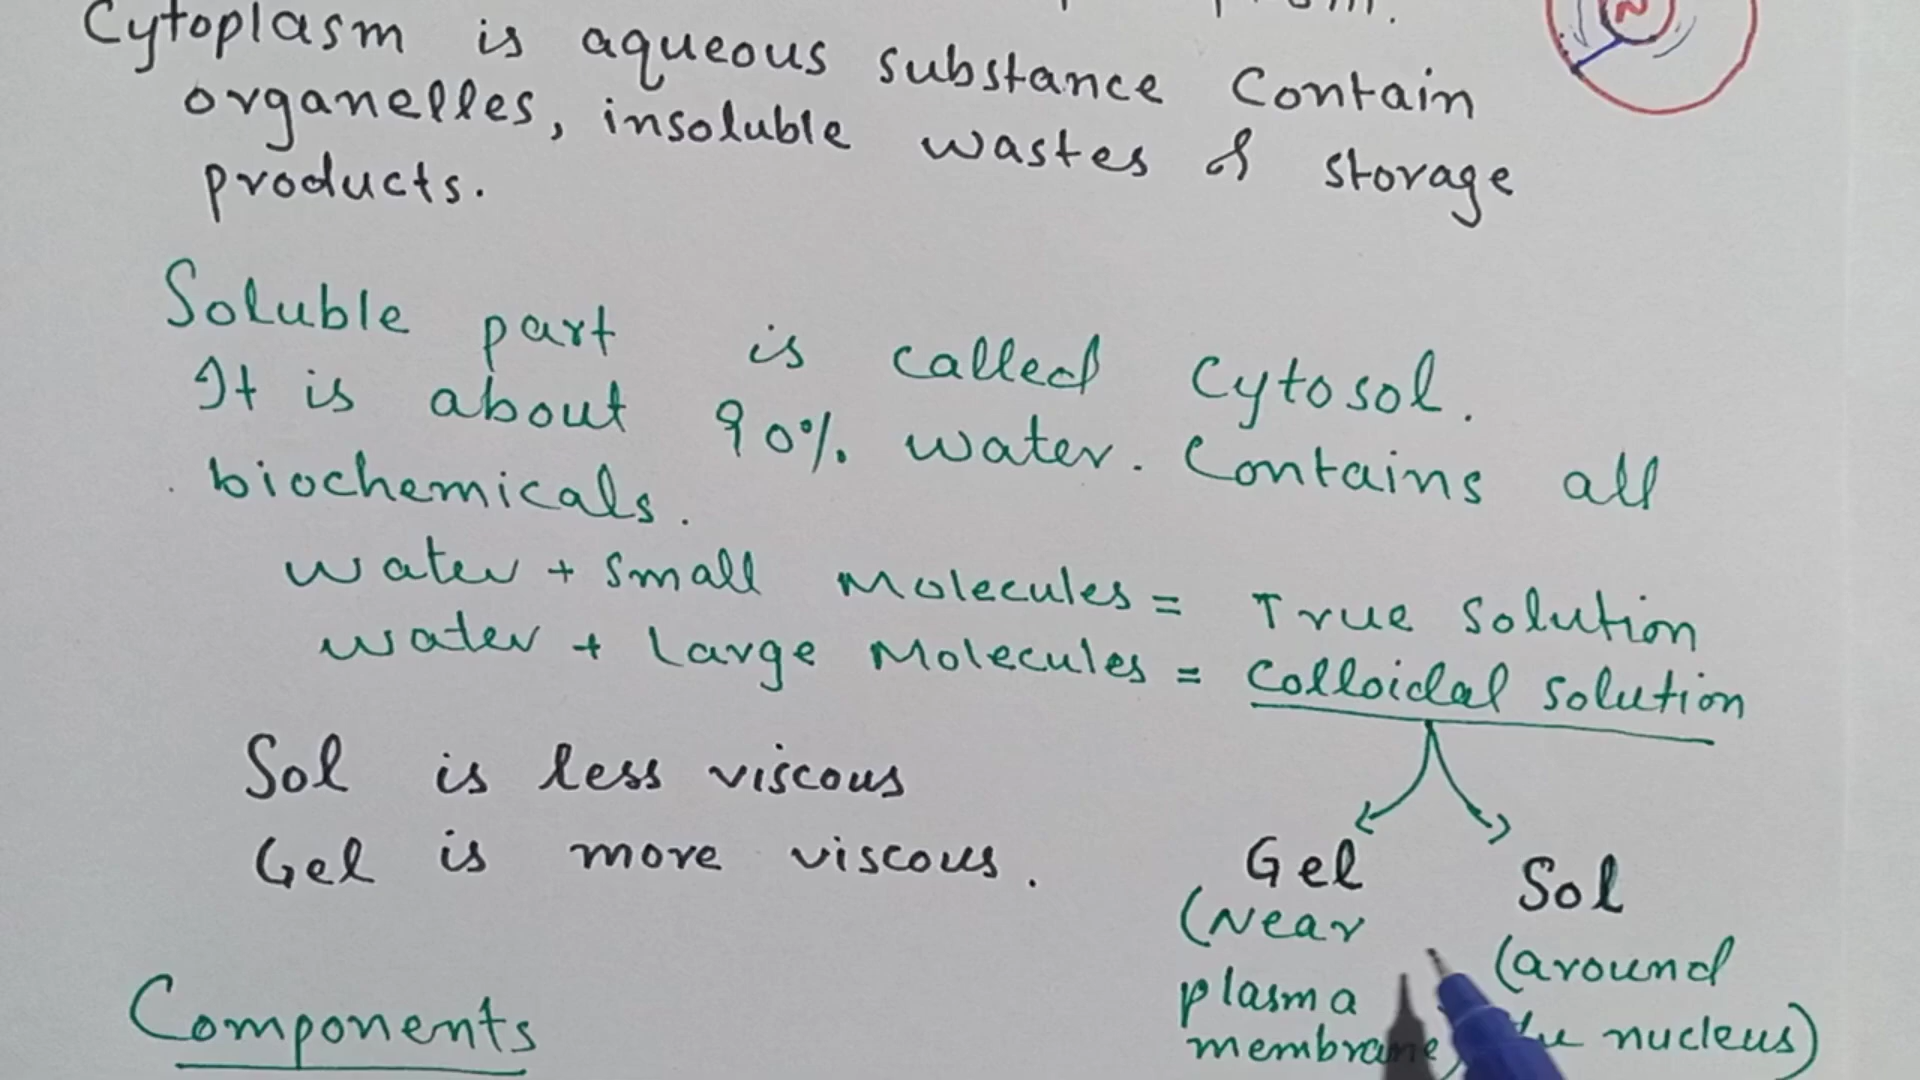 Cytoplasm is aqueous substance Contain
organelles, insoluble wastes & storage
products.
N
Soluble part is called Cytosol.
It is about 90% water. Contains all
biochemicals.
water + small Molecules = True Solution
water + Large Molecules = Colloidal solution
Sol is less viscous
Gel is more viscous.
Gel
(Near
plasma
membrane)
Sol
(around
the nucleus)
Components